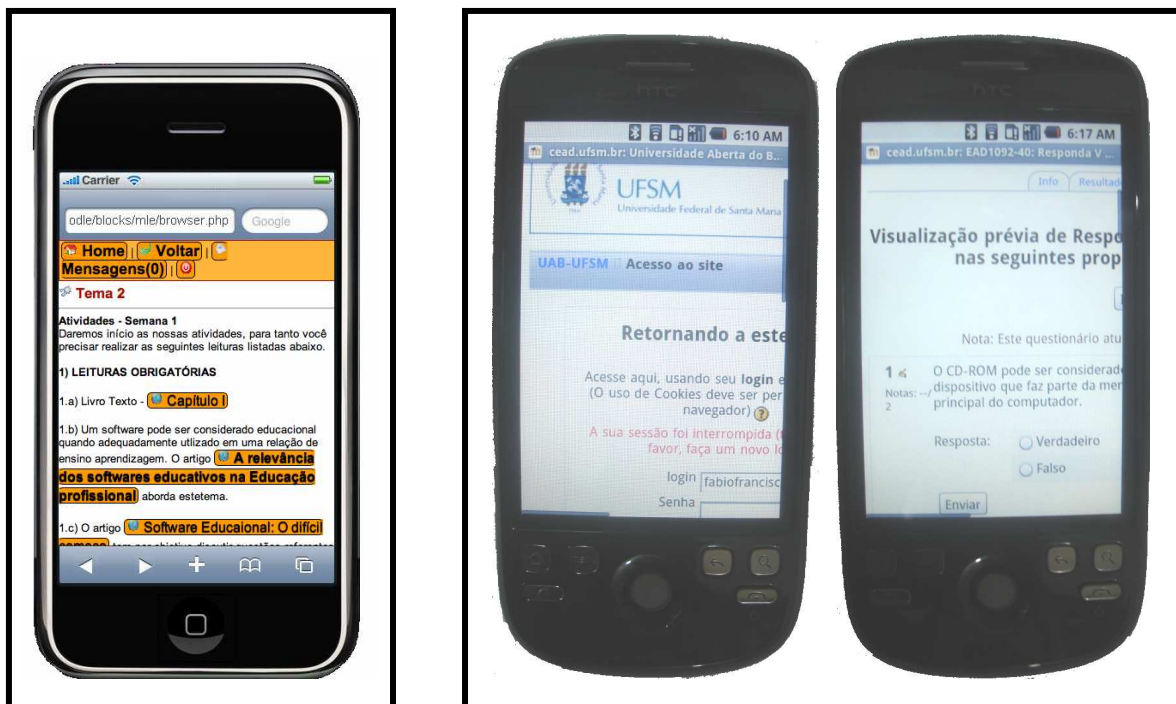 Carrier
odle/blocks/mle/browser.php
Google
Home | Voltar |
Mensagens(0) |
Tema 2
Atividades - Semana 1
Daremos início as nossas atividades, para tanto você
precisar realizar as seguintes leituras listadas abaixo.
1) LEITURAS OBRIGATÓRIAS
1.a) Livro Texto - Capítulo I
1.b) Um software pode ser considerado educacional
quando adequadamente utlizado em uma relação de
ensino aprendizagem. O artigo A relevância
dos softwares educativos na Educação
profissional aborda estetema.
1.c) O artigo Software Educaional: O difícil
hTC
6:10 AM
cead.ufsm.br: Universidade Aberta do B...
UFSM
Universidade Federal de Santa Maria
UAB-UFSM Acesso ao site
Retornando a este
Acesse aqui, usando seu login e
(O uso de Cookies deve ser per
navegador)
A sua sessão foi interrompida (
favor, faça um novo lo
login fabiofrancisc
Senha
hTC
6:17 AM
cead.ufsm.br: EAD1092-40: Responda V ...
Info Resultad
Visualização prévia de Respo
nas seguintes prop
Nota: Este questionário atu
1 O CD-ROM pode ser considerad
Notas: --/ dispositivo que faz parte da mer
2 principal do computador.
Resposta: Verdadeiro
Falso
Enviar